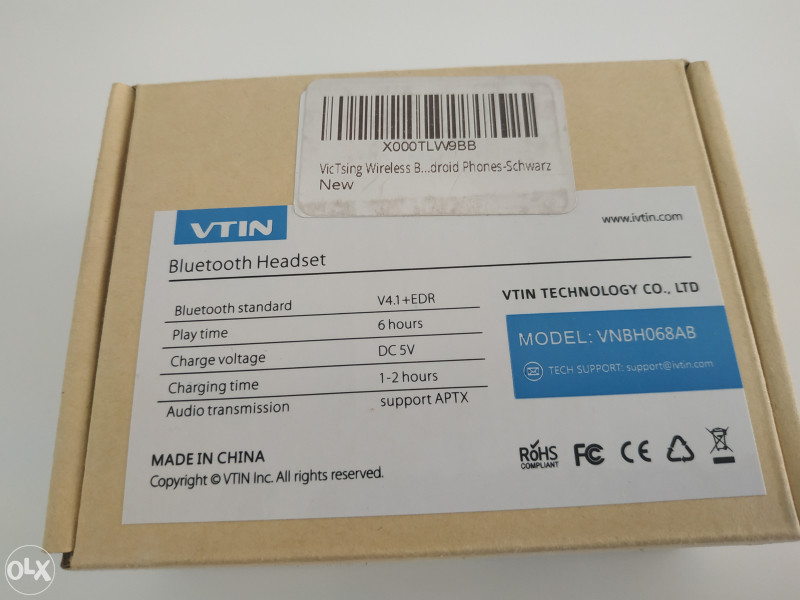 X000TLW9BB
VicTsing Wireless B...droid Phones-Schwarz
New
VTIN
www.ivtin.com
Bluetooth Headset
Bluetooth standard V4.1+EDR
Play time 6 hours
Charge voltage DC 5V
Charging time 1-2 hours
Audio transmission support APTX
VTIN TECHNOLOGY CO., LTD
MODEL: VNBH068AB
TECH SUPPORT: support@ivtin.com
MADE IN CHINA
Copyright © VTIN Inc. All rights reserved.
RoHS
COMPLIANT
FC CE
OLX